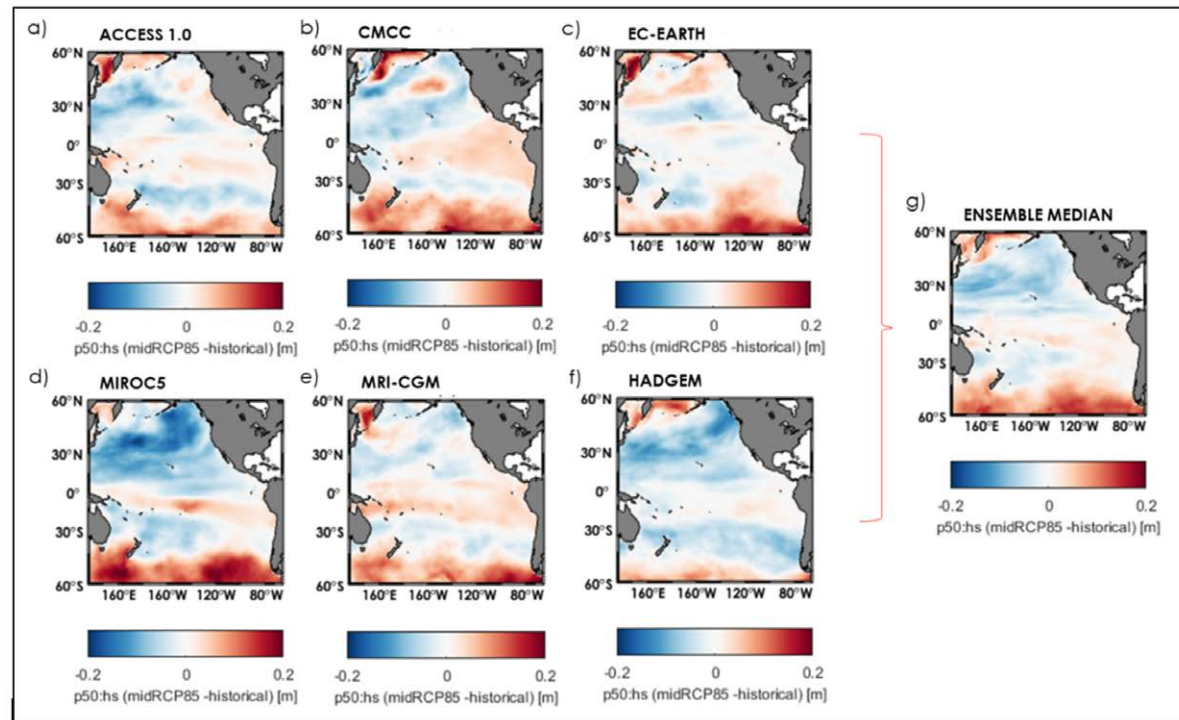 a) ACCESS 1.0
60°N
30°N
0°
30°S
60°S
160°E 160°W 120°W 80°W
-0.2 0 0.2
p50:hs (midRCP85 -historical) [m]
b) CMCC
60°N
30°N
0°
30°S
60°S
160°E 160°W 120°W 80°W
-0.2 0 0.2
p50:hs (midRCP85 -historical) [m]
c) EC-EARTH
60°N
30°N
0°
30°S
60°S
160°E 160°W 120°W 80°W
-0.2 0 0.2
p50:hs (midRCP85 -historical) [m]
d) MIROC5
60°N
30°N
0°
30°S
60°S
160°E 160°W 120°W 80°W
-0.2 0 0.2
p50:hs (midRCP85 -historical) [m]
e) MRI-CGM
60°N
30°N
0°
30°S
60°S
160°E 160°W 120°W 80°W
-0.2 0 0.2
p50:hs (midRCP85 -historical) [m]
f) HADGEM
60°N
30°N
0°
30°S
60°S
160°E 160°W 120°W 80°W
-0.2 0 0.2
p50:hs (midRCP85 -historical) [m]
g)
ENSEMBLE MEDIAN
60°N
30°N
0°
30°S
60°S
160°E 160°W 120°W 80°W
-0.2 0 0.2
p50:hs (midRCP85 -historical) [m]